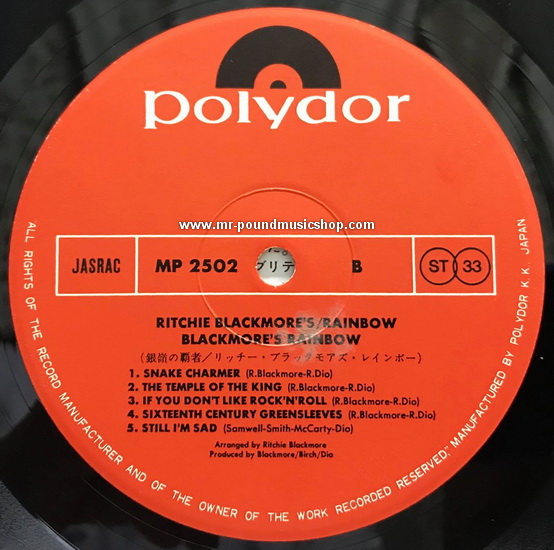 polydor
www.mr-poundmusicshop.com
JASRAC MP 2502 プリテ B ST 33
RITCHIE BLACKMORE'S/RAINBOW
BLACKMORE'S RAINBOW
(銀嶺の覇者/リッチー・ブラックモアズ・レインボー)
1. SNAKE CHARMER (R.Blackmore-R.Dio)
2. THE TEMPLE OF THE KING (R.Blackmore-R.Dio)
3. IF YOU DON'T LIKE ROCK'N'ROLL (R.Blackmore-R.Dio)
4. SIXTEENTH CENTURY GREENSLEEVES (R.Blackmore-R.Dio)
5. STILL I'M SAD (Samwell-Smith-McCarty-Dio)
Arranged by Ritchie Blackmore
Produced by Blackmore/Birch/Dio
ALL RIGHTS OF THE RECORD MANUFACTURER AND OF THE OWNER OF THE WORK RECORDED RESERVED." MANUFACTURED BY POLYDOR K.K. JAPAN